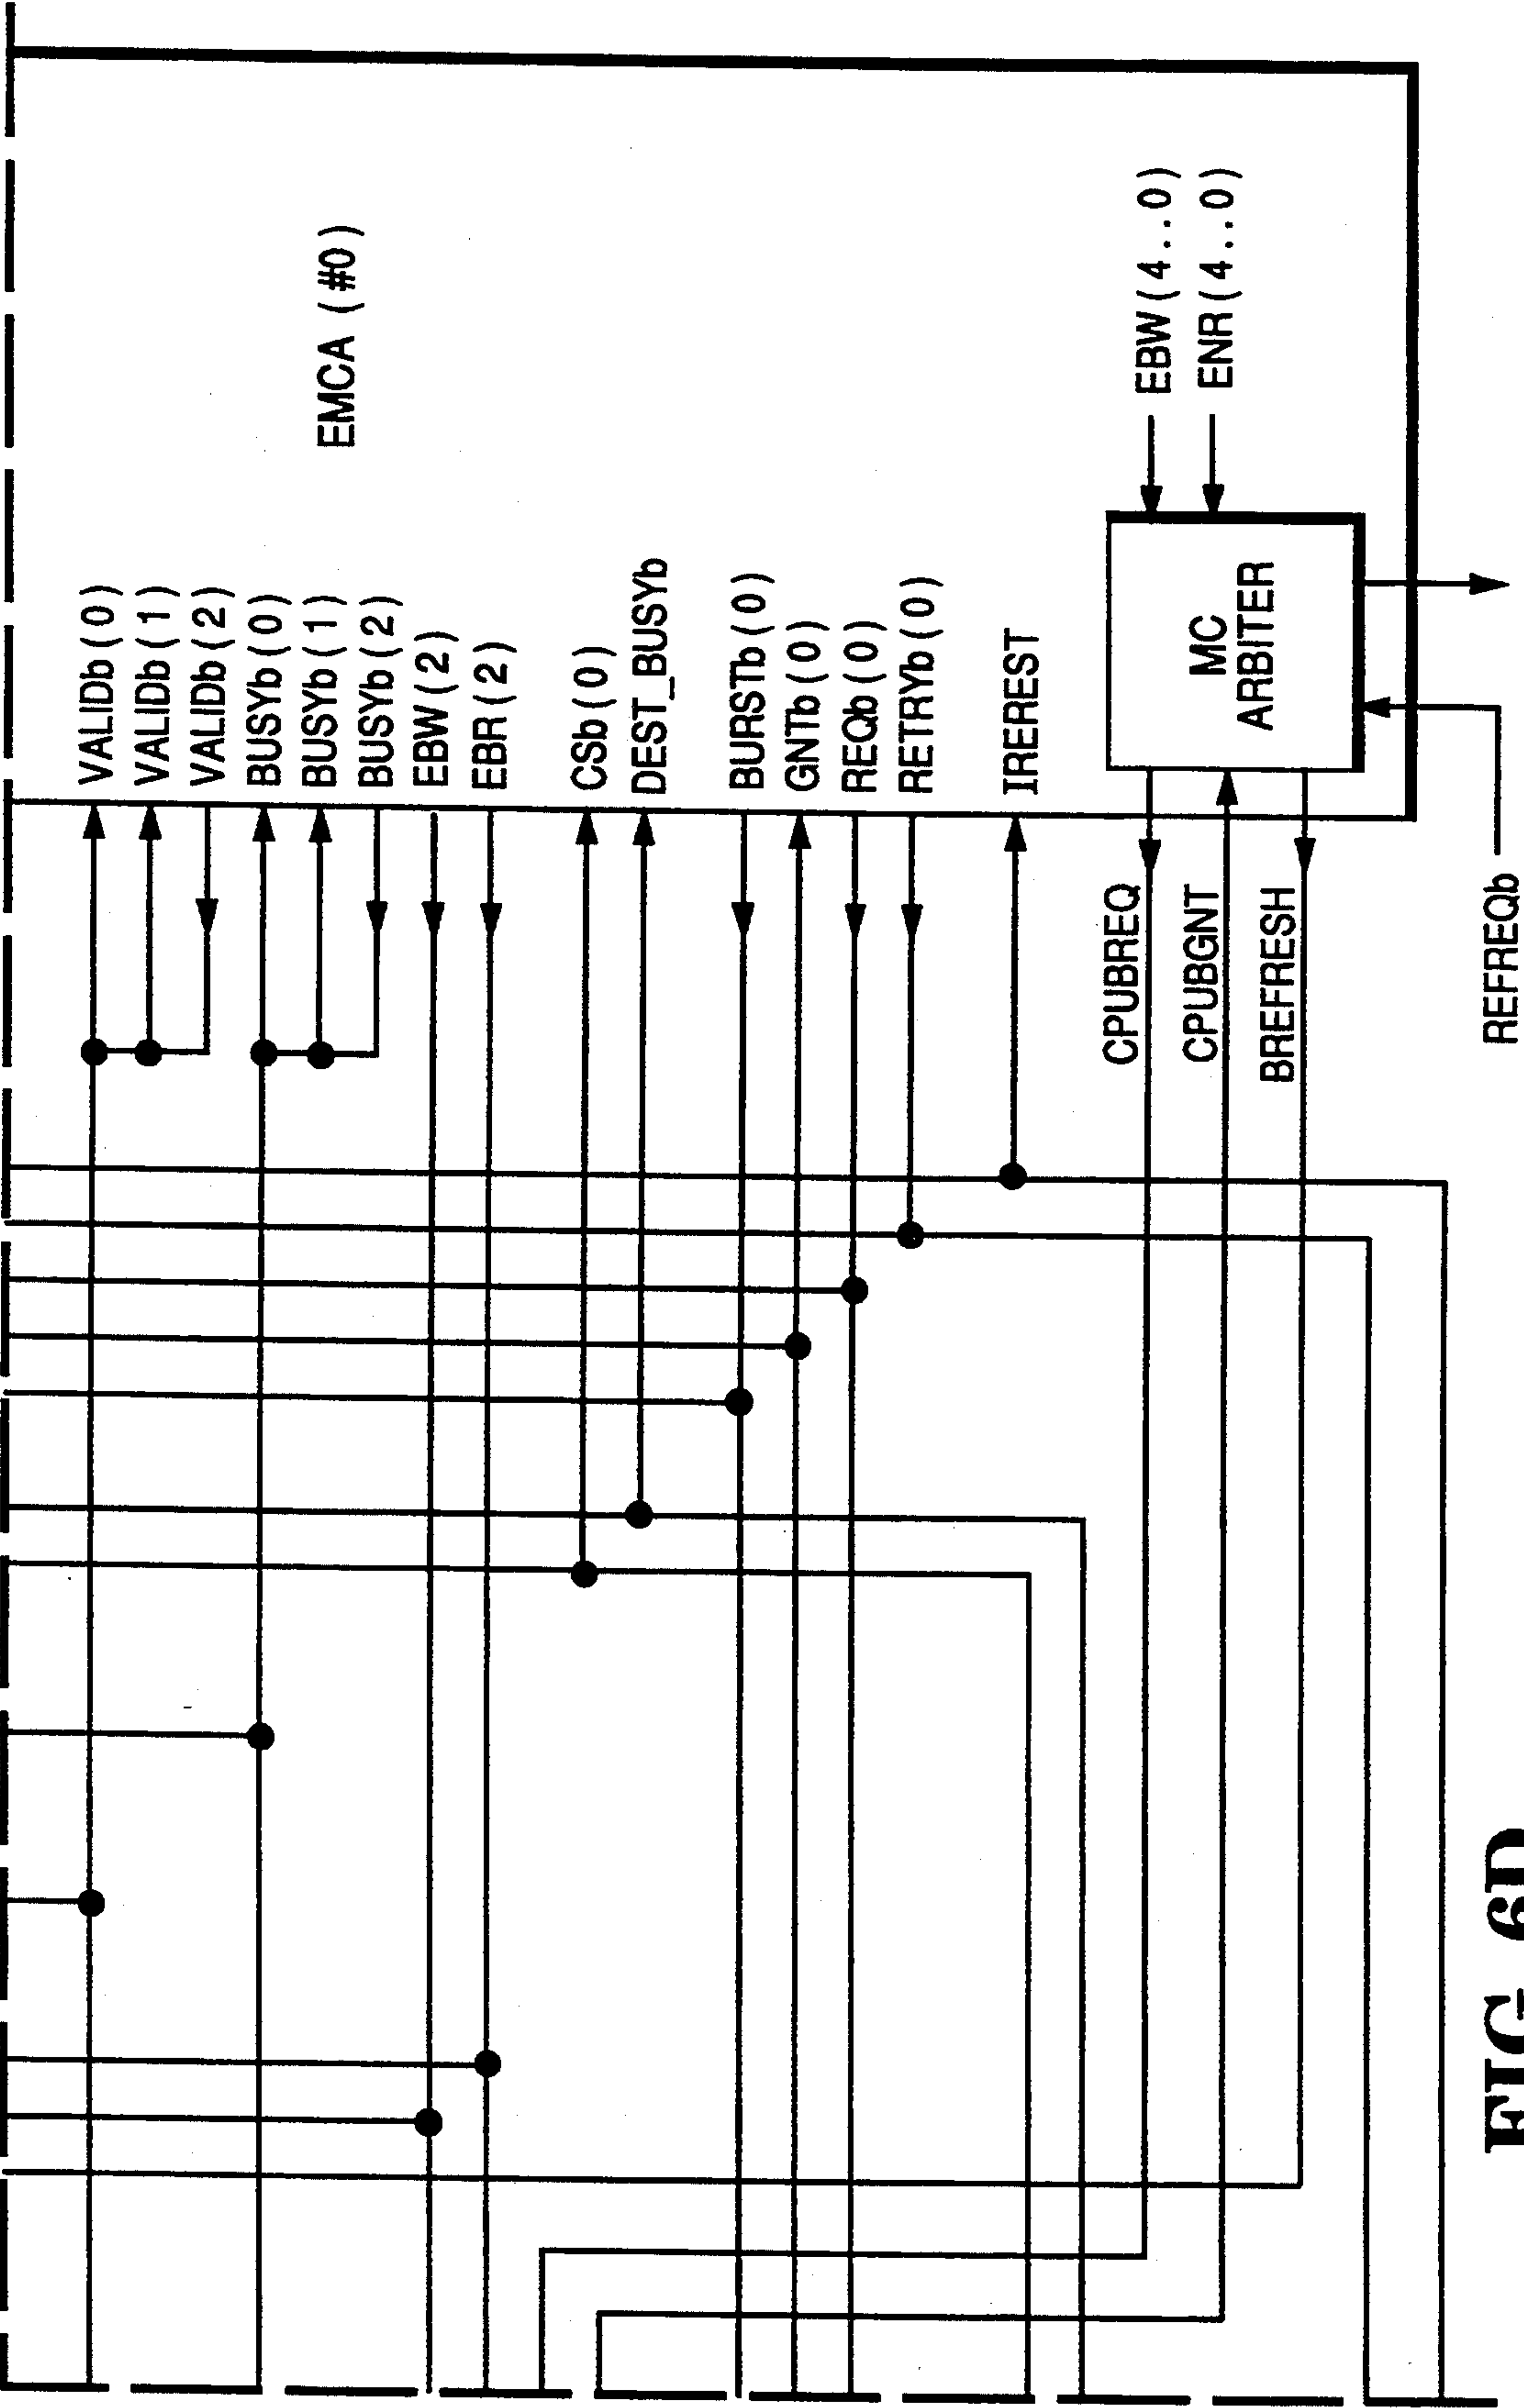 EMCA (#0)
VALIDb(0)
VALIDb(1)
VALIDb(2)
BUSYb(0)
BUSYb(1)
BUSYb(2)
EBW(2)
EBR(2)
CSb(0)
DEST_BUSYb
BURSTb(0)
GNTb(0)
REQb(0)
RETRYb(0)
IREREST
EBW(4..0)
ENR(4..0)
MC
ARBITER
CPUBREQ
CPUBGNT
BREFRESH
REFREQb
FIG. 6D